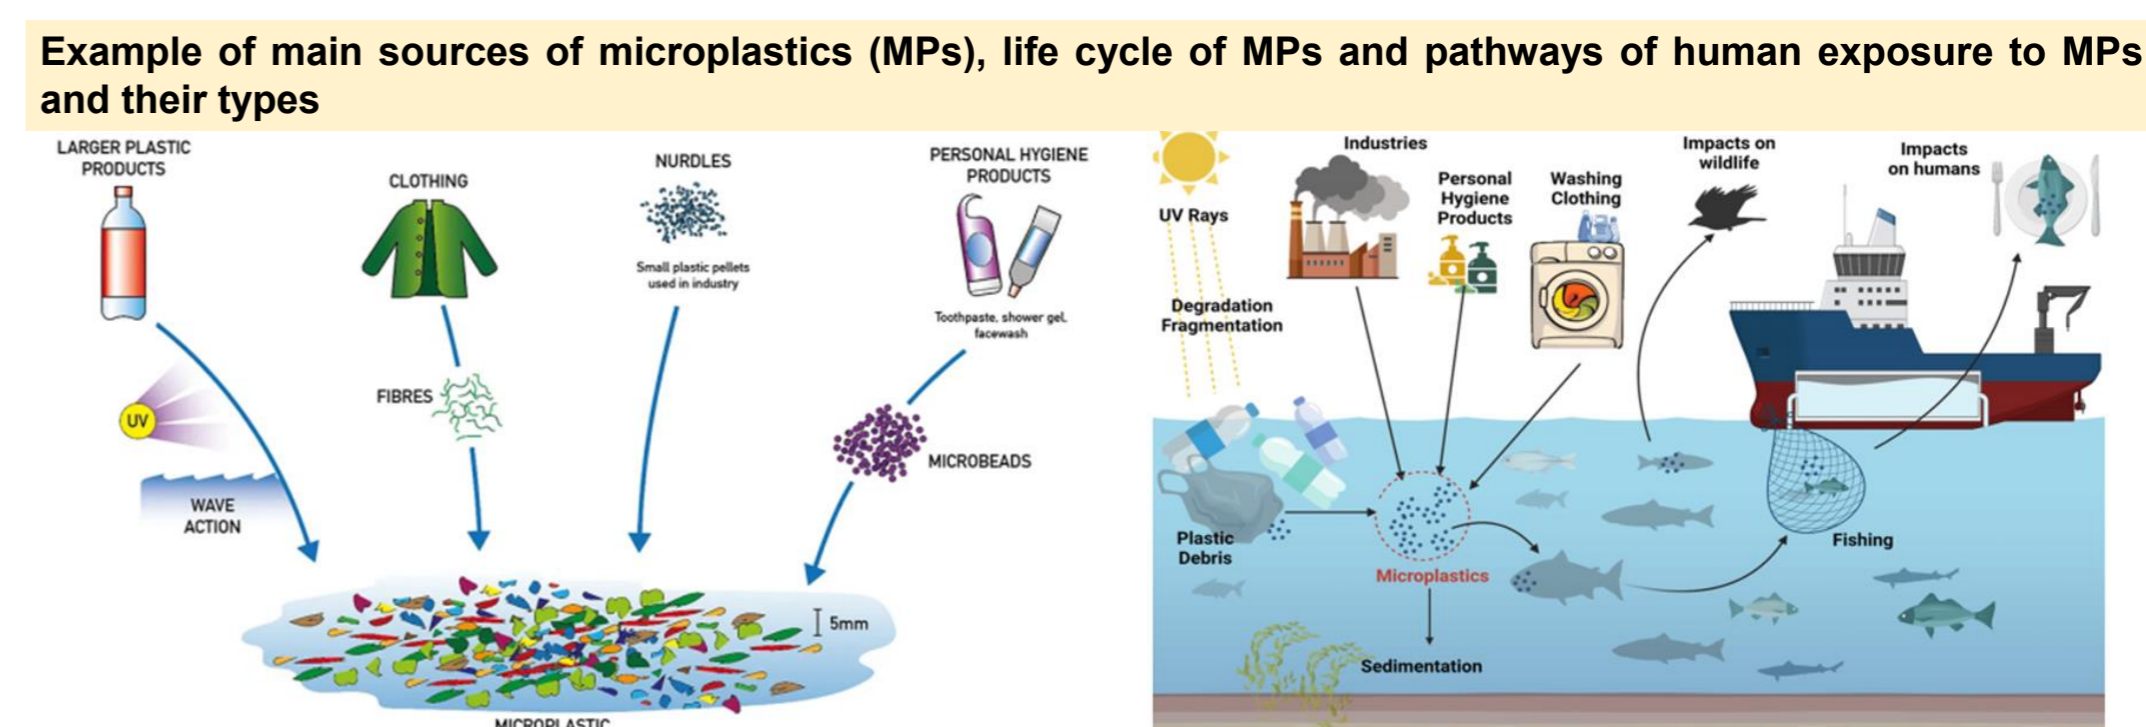 Example of main sources of microplastics (MPs), life cycle of MPs and pathways of human exposure to MPs
and their types
LARGER PLASTIC
PRODUCTS
CLOTHING
NURDLES
Small plastic pellets
used in industry
PERSONAL HYGIENE
PRODUCTS
Toothpaste, shower gel,
facewash
UV
WAVE
ACTION
FIBRES
MICROBEADS
5mm
MICROPLASTIC
UV Rays
Degradation
Fragmentation
Industries
Personal
Hygiene
Products
Washing
Clothing
Impacts on
wildlife
Impacts
on humans
Plastic
Debris
Microplastics
Sedimentation
Fishing